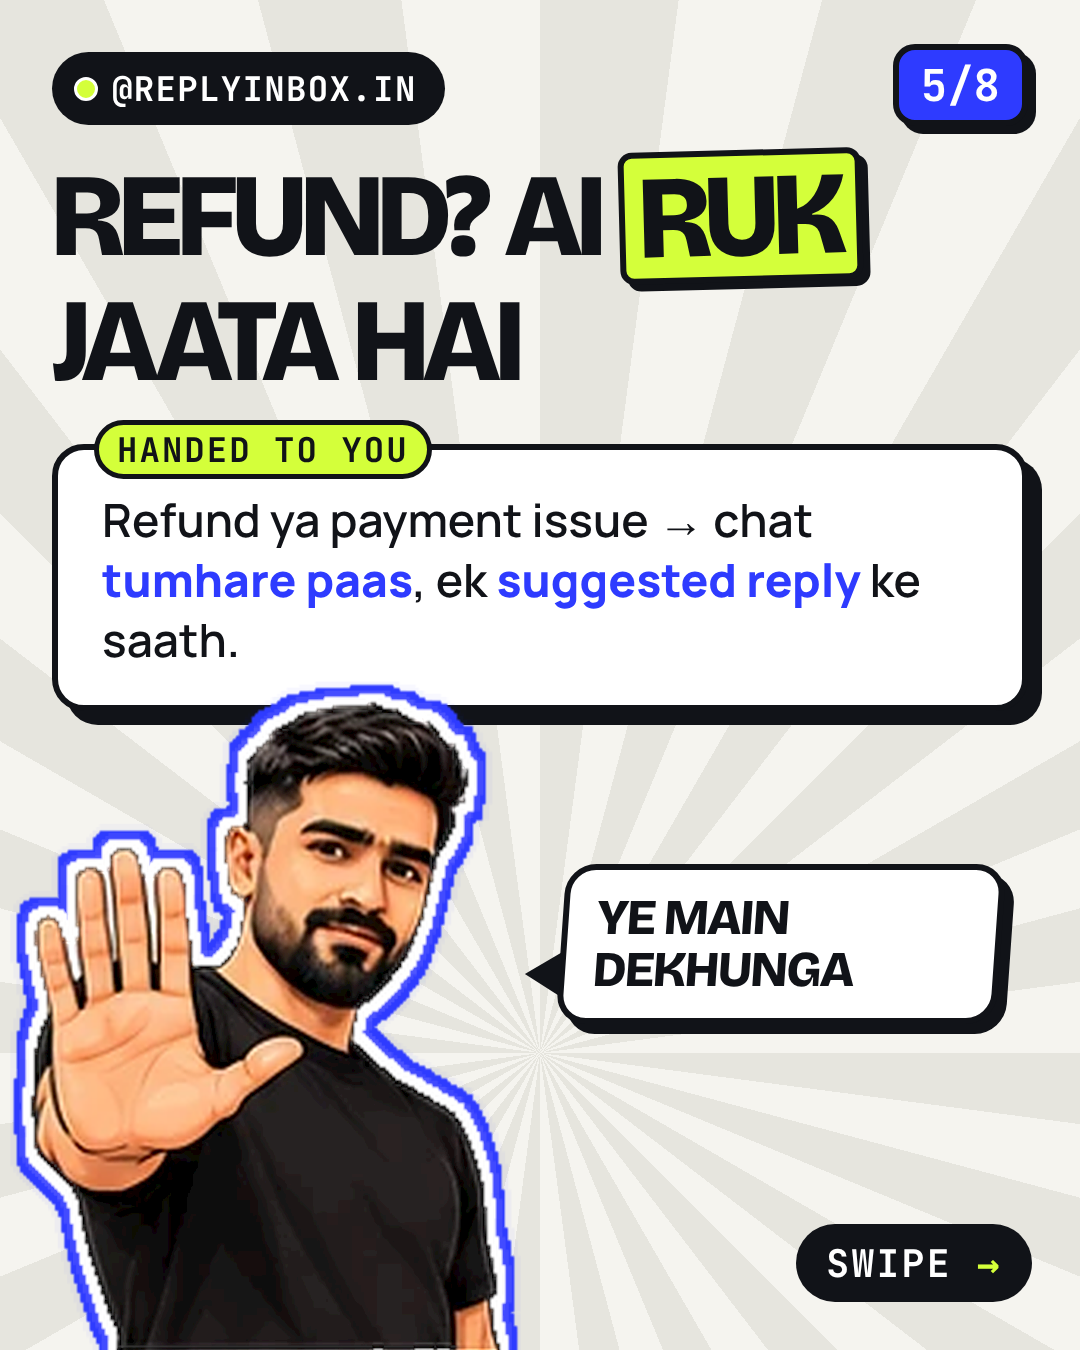 @REPLYINBOX.IN
5/8
REFUND? AI RUK
JAATA HAI
HANDED TO YOU
Refund ya payment issue → chat
tumhare paas, ek suggested reply ke
saath.
YE MAIN
DEKHUNGA
SWIPE →